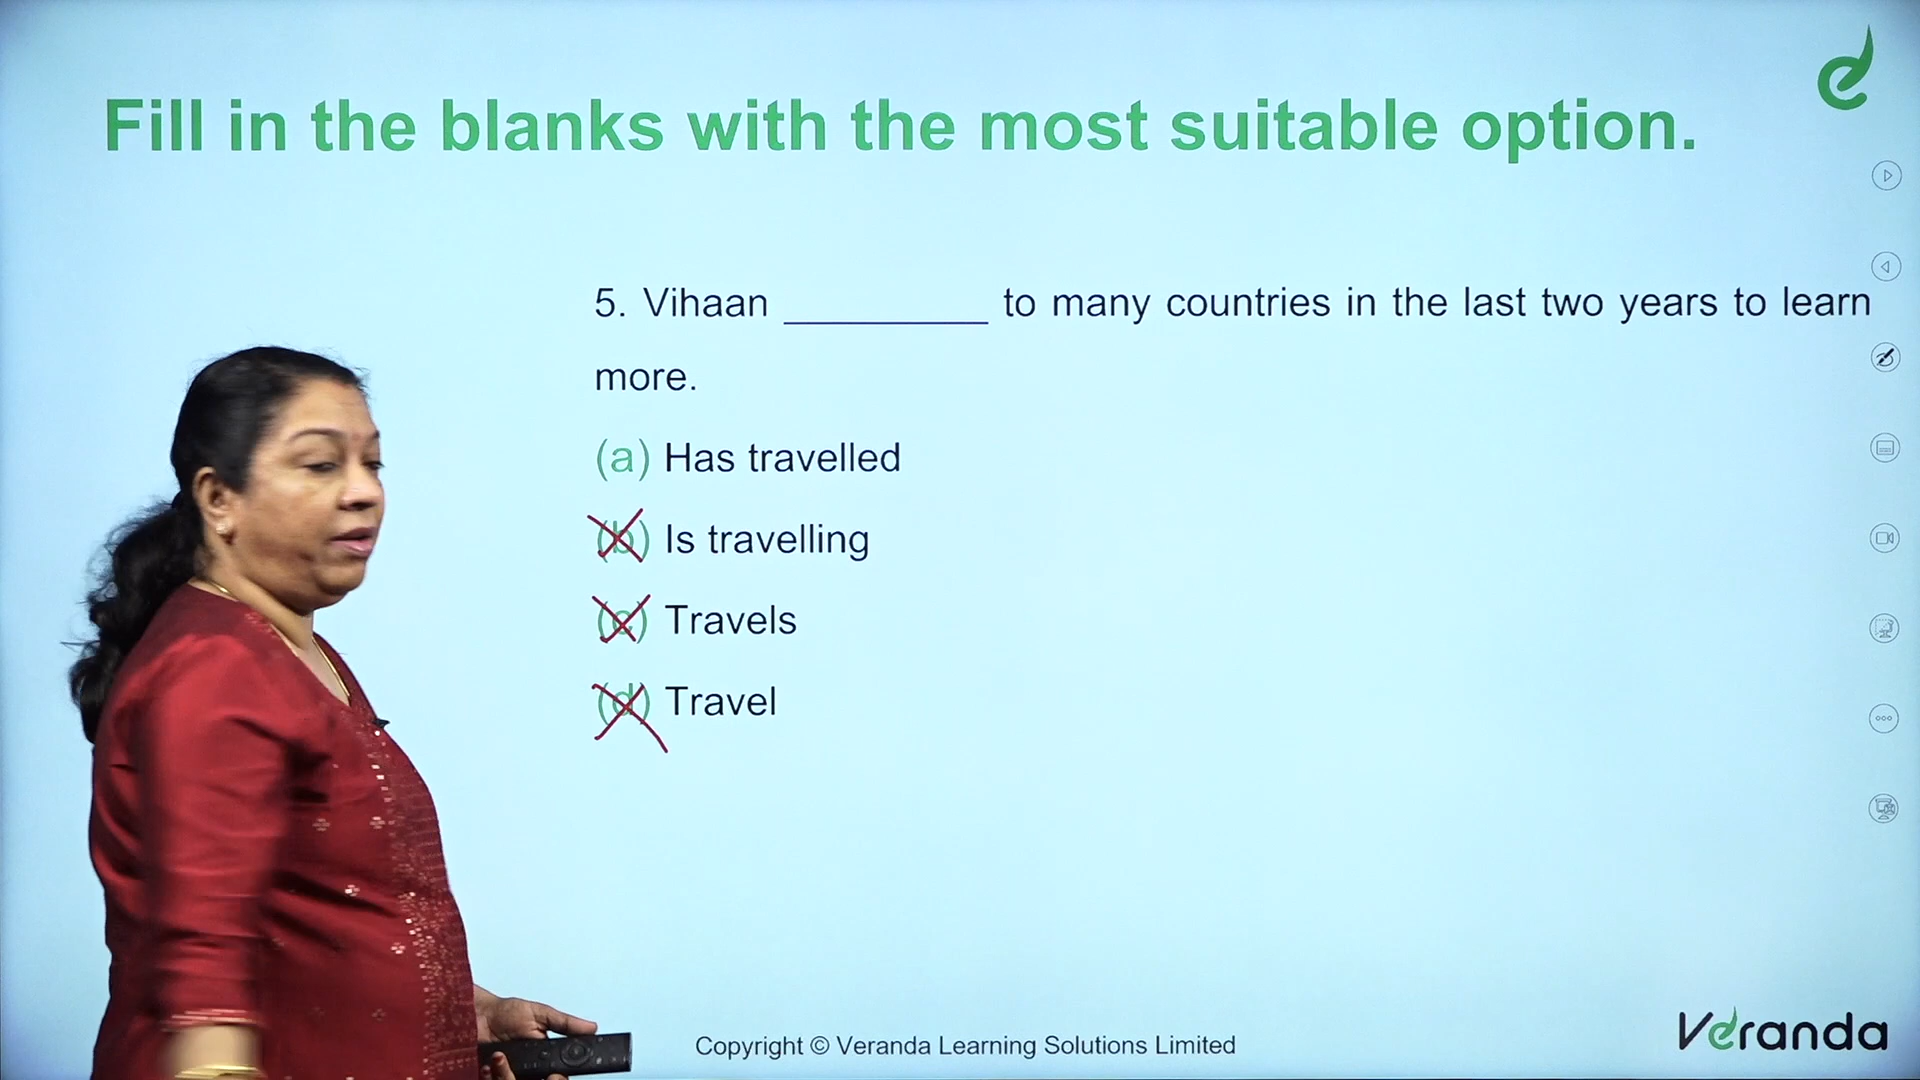 Fill in the blanks with the most suitable option.
5. Vihaan __________ to many countries in the last two years to learn
more.
(a) Has travelled
(b) Is travelling
(c) Travels
(d) Travel
Copyright © Veranda Learning Solutions Limited
Veranda